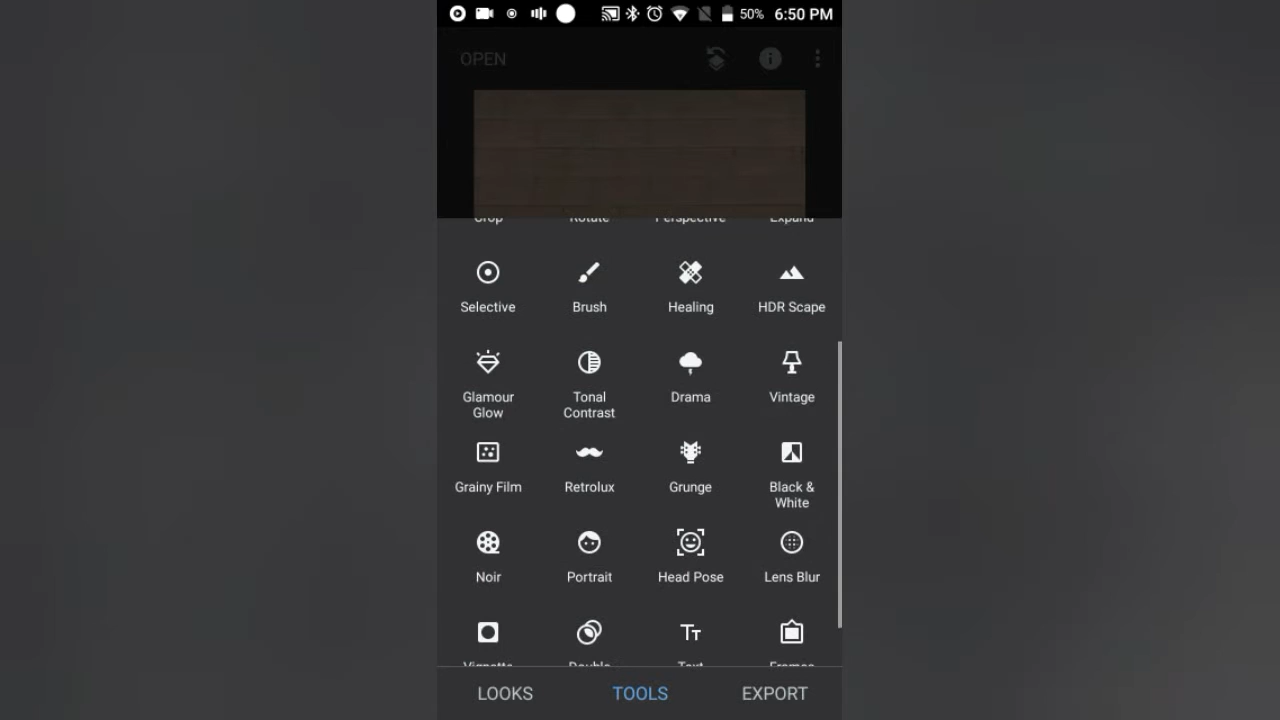 50% 6:50 PM
OPEN
Crop Rotate Perspective Expand
Selective Brush Healing HDR Scape
Glamour Glow Tonal Contrast Drama Vintage
Grainy Film Retrolux Grunge Black & White
Noir Portrait Head Pose Lens Blur
Vignette Double Text Frames
LOOKS TOOLS EXPORT